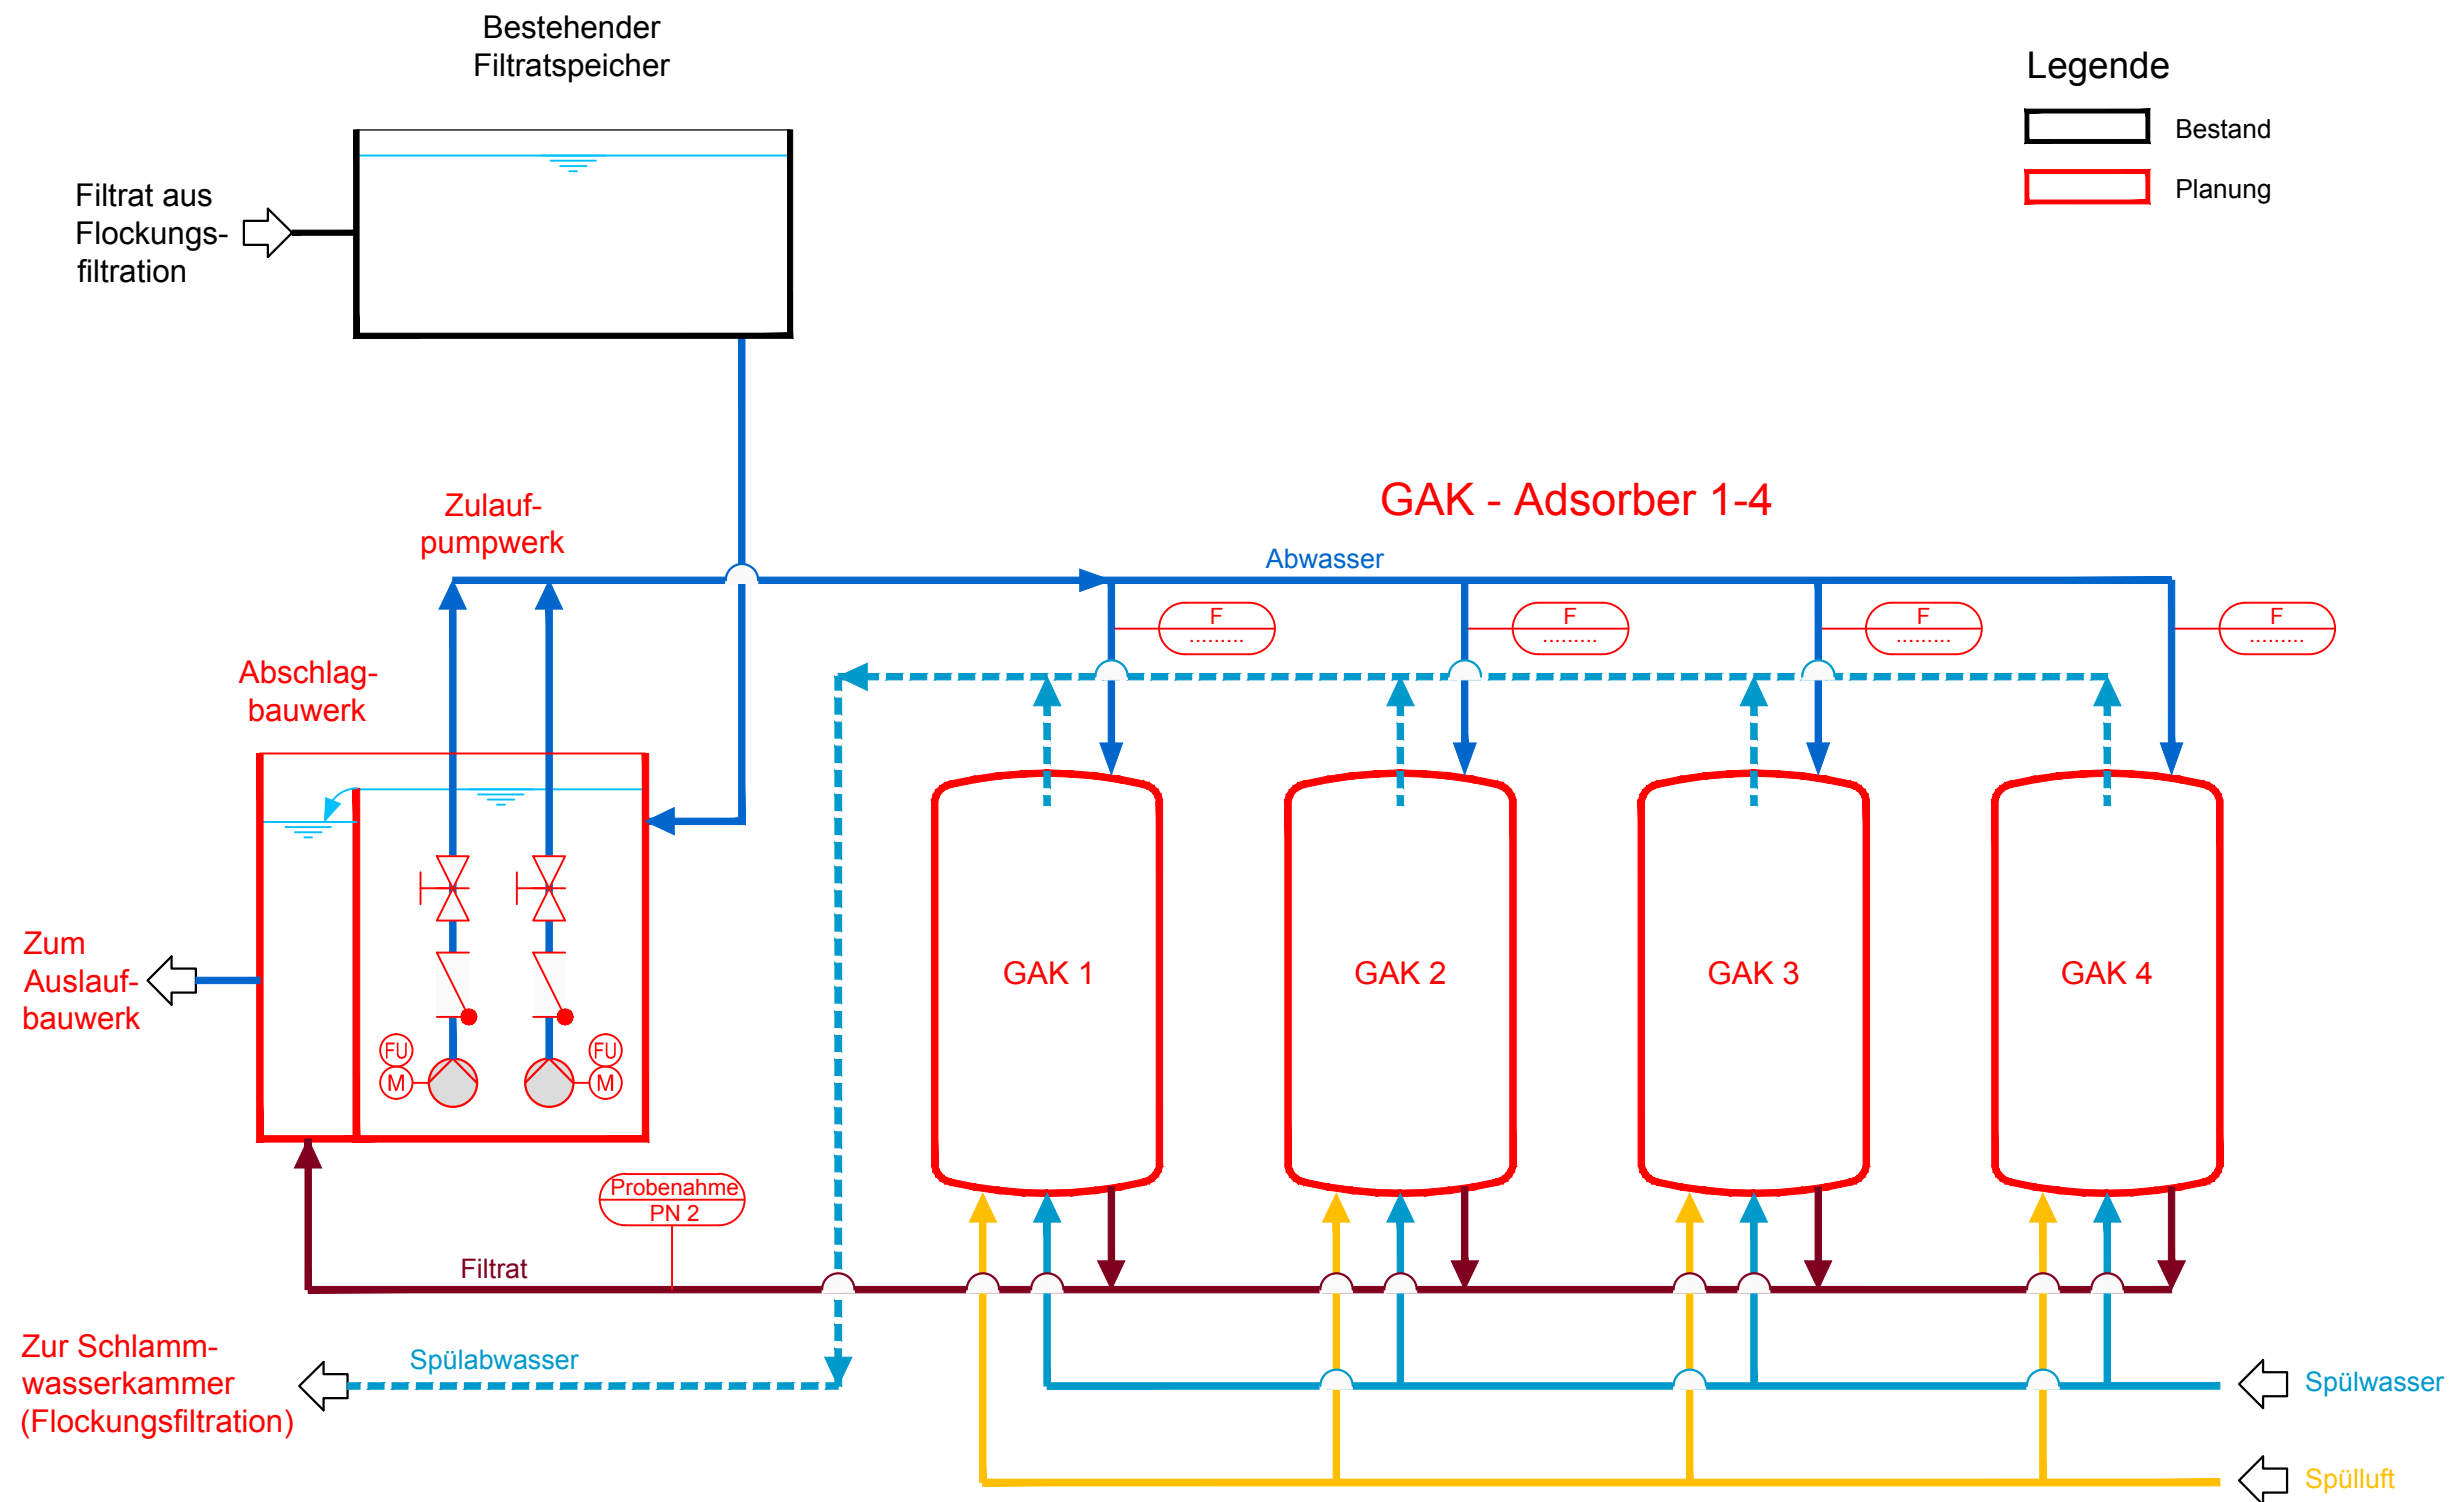 Bestehender
Filtratspeicher
Legende
Bestand
Planung
Filtrat aus
Flockungs-
filtration
Zulauf-
pumpwerk
GAK - Adsorber 1-4
Abwasser
F
.........
F
.........
F
.........
F
.........
Abschlag-
bauwerk
Zum
Auslauf-
bauwerk
GAK 1
GAK 2
GAK 3
GAK 4
FU
M
FU
M
Probenahme
PN 2
Filtrat
Zur Schlamm-
wasserkammer
(Flockungsfiltration)
Spülabwasser
Spülwasser
Spülluft